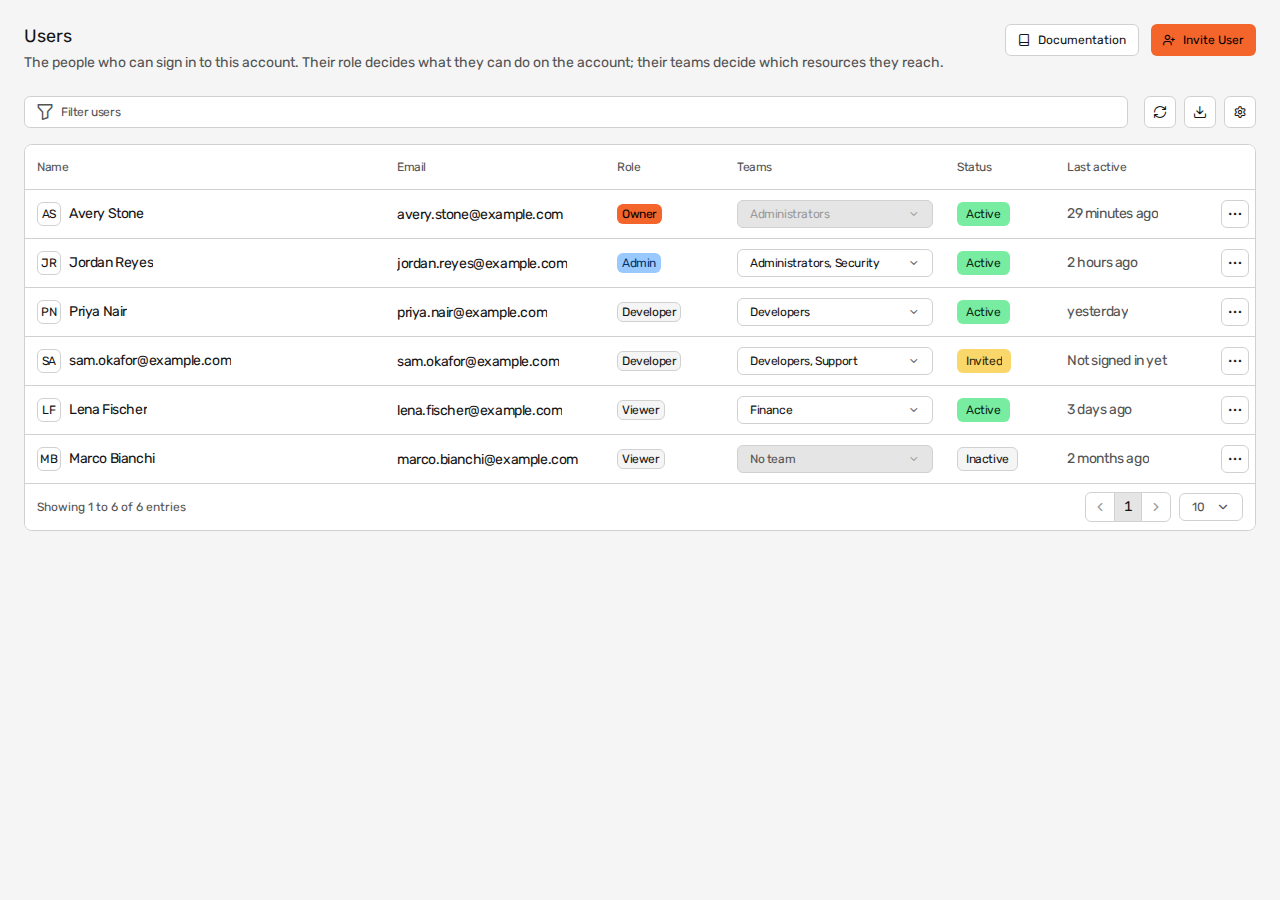 Users
Documentation
Invite User
The people who can sign in to this account. Their role decides what they can do on the account; their teams decide which resources they reach.
Filter users
Name Email Role Teams Status Last active
AS Avery Stone avery.stone@example.com Owner Administrators Active 29 minutes ago
JR Jordan Reyes jordan.reyes@example.com Admin Administrators, Security Active 2 hours ago
PN Priya Nair priya.nair@example.com Developer Developers Active yesterday
SA sam.okafor@example.com sam.okafor@example.com Developer Developers, Support Invited Not signed in yet
LF Lena Fischer lena.fischer@example.com Viewer Finance Active 3 days ago
MB Marco Bianchi marco.bianchi@example.com Viewer No team Inactive 2 months ago
Showing 1 to 6 of 6 entries 1 10